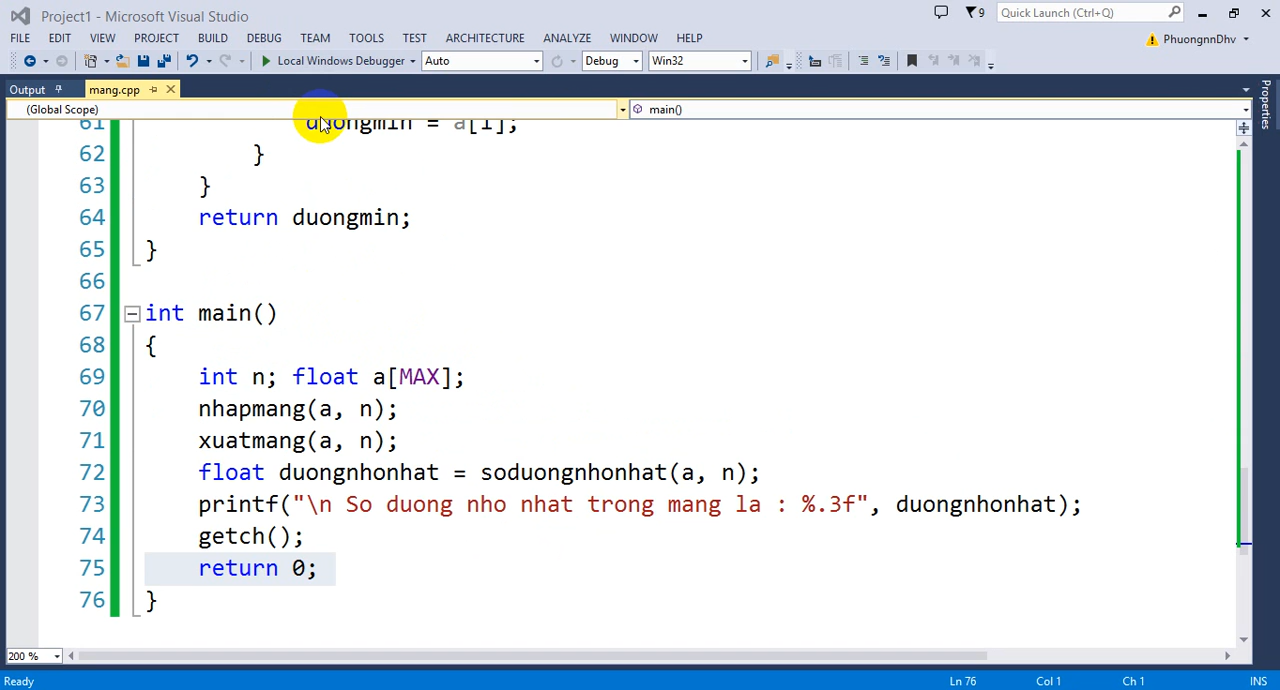 Project1 - Microsoft Visual Studio
9
Quick Launch (Ctrl+Q)
FILE EDIT VIEW PROJECT BUILD DEBUG TEAM TOOLS TEST ARCHITECTURE ANALYZE WINDOW HELP
PhuongnnDhv
Local Windows Debugger Auto Debug Win32
Output mang.cpp
Properties
(Global Scope) main()
61 duongmin = a[i];
62 }
63 }
64 return duongmin;
65 }
66
67 int main()
68 {
69 int n; float a[MAX];
70 nhapmang(a, n);
71 xuatmang(a, n);
72 float duongnhonhat = soduongnhonhat(a, n);
73 printf("\n So duong nho nhat trong mang la : %.3f", duongnhonhat);
74 getch();
75 return 0;
76 }
200 %
Ready Ln 76 Col 1 Ch 1 INS